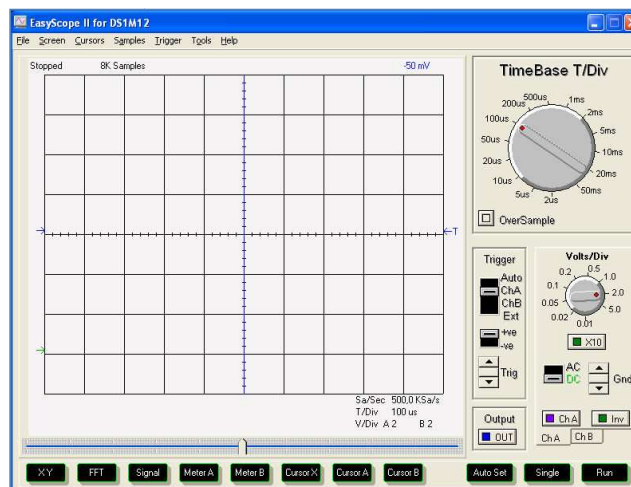 EasyScope II for DS1M12
File Screen Cursors Samples Trigger Tools Help
Stopped 8K Samples -50 mV
T
Sa/Sec 500,0 KSa/s
T/Div 100 us
V/Div A 2 B 2
TimeBase T/Div
500us 1ms
200us 2ms
100us 5ms
50us 10ms
20us 20ms
10us 50ms
5us 2us
OverSample
Trigger
Auto
ChA
ChB
Ext
+ve
-ve
Trig
Output
OUT
Volts/Div
0.5
0.2 1.0
0.1 2.0
0.05 5.0
0.02 0.01
X10
AC
DC
Gnd
Ch A Inv
Ch A Ch B
X Y FFT Signal Meter A Meter B Cursor X Cursor A Cursor B Auto Set Single Run